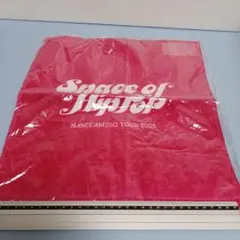 Space of
Hip-Pop
NAMIE AMURO TOUR 2005